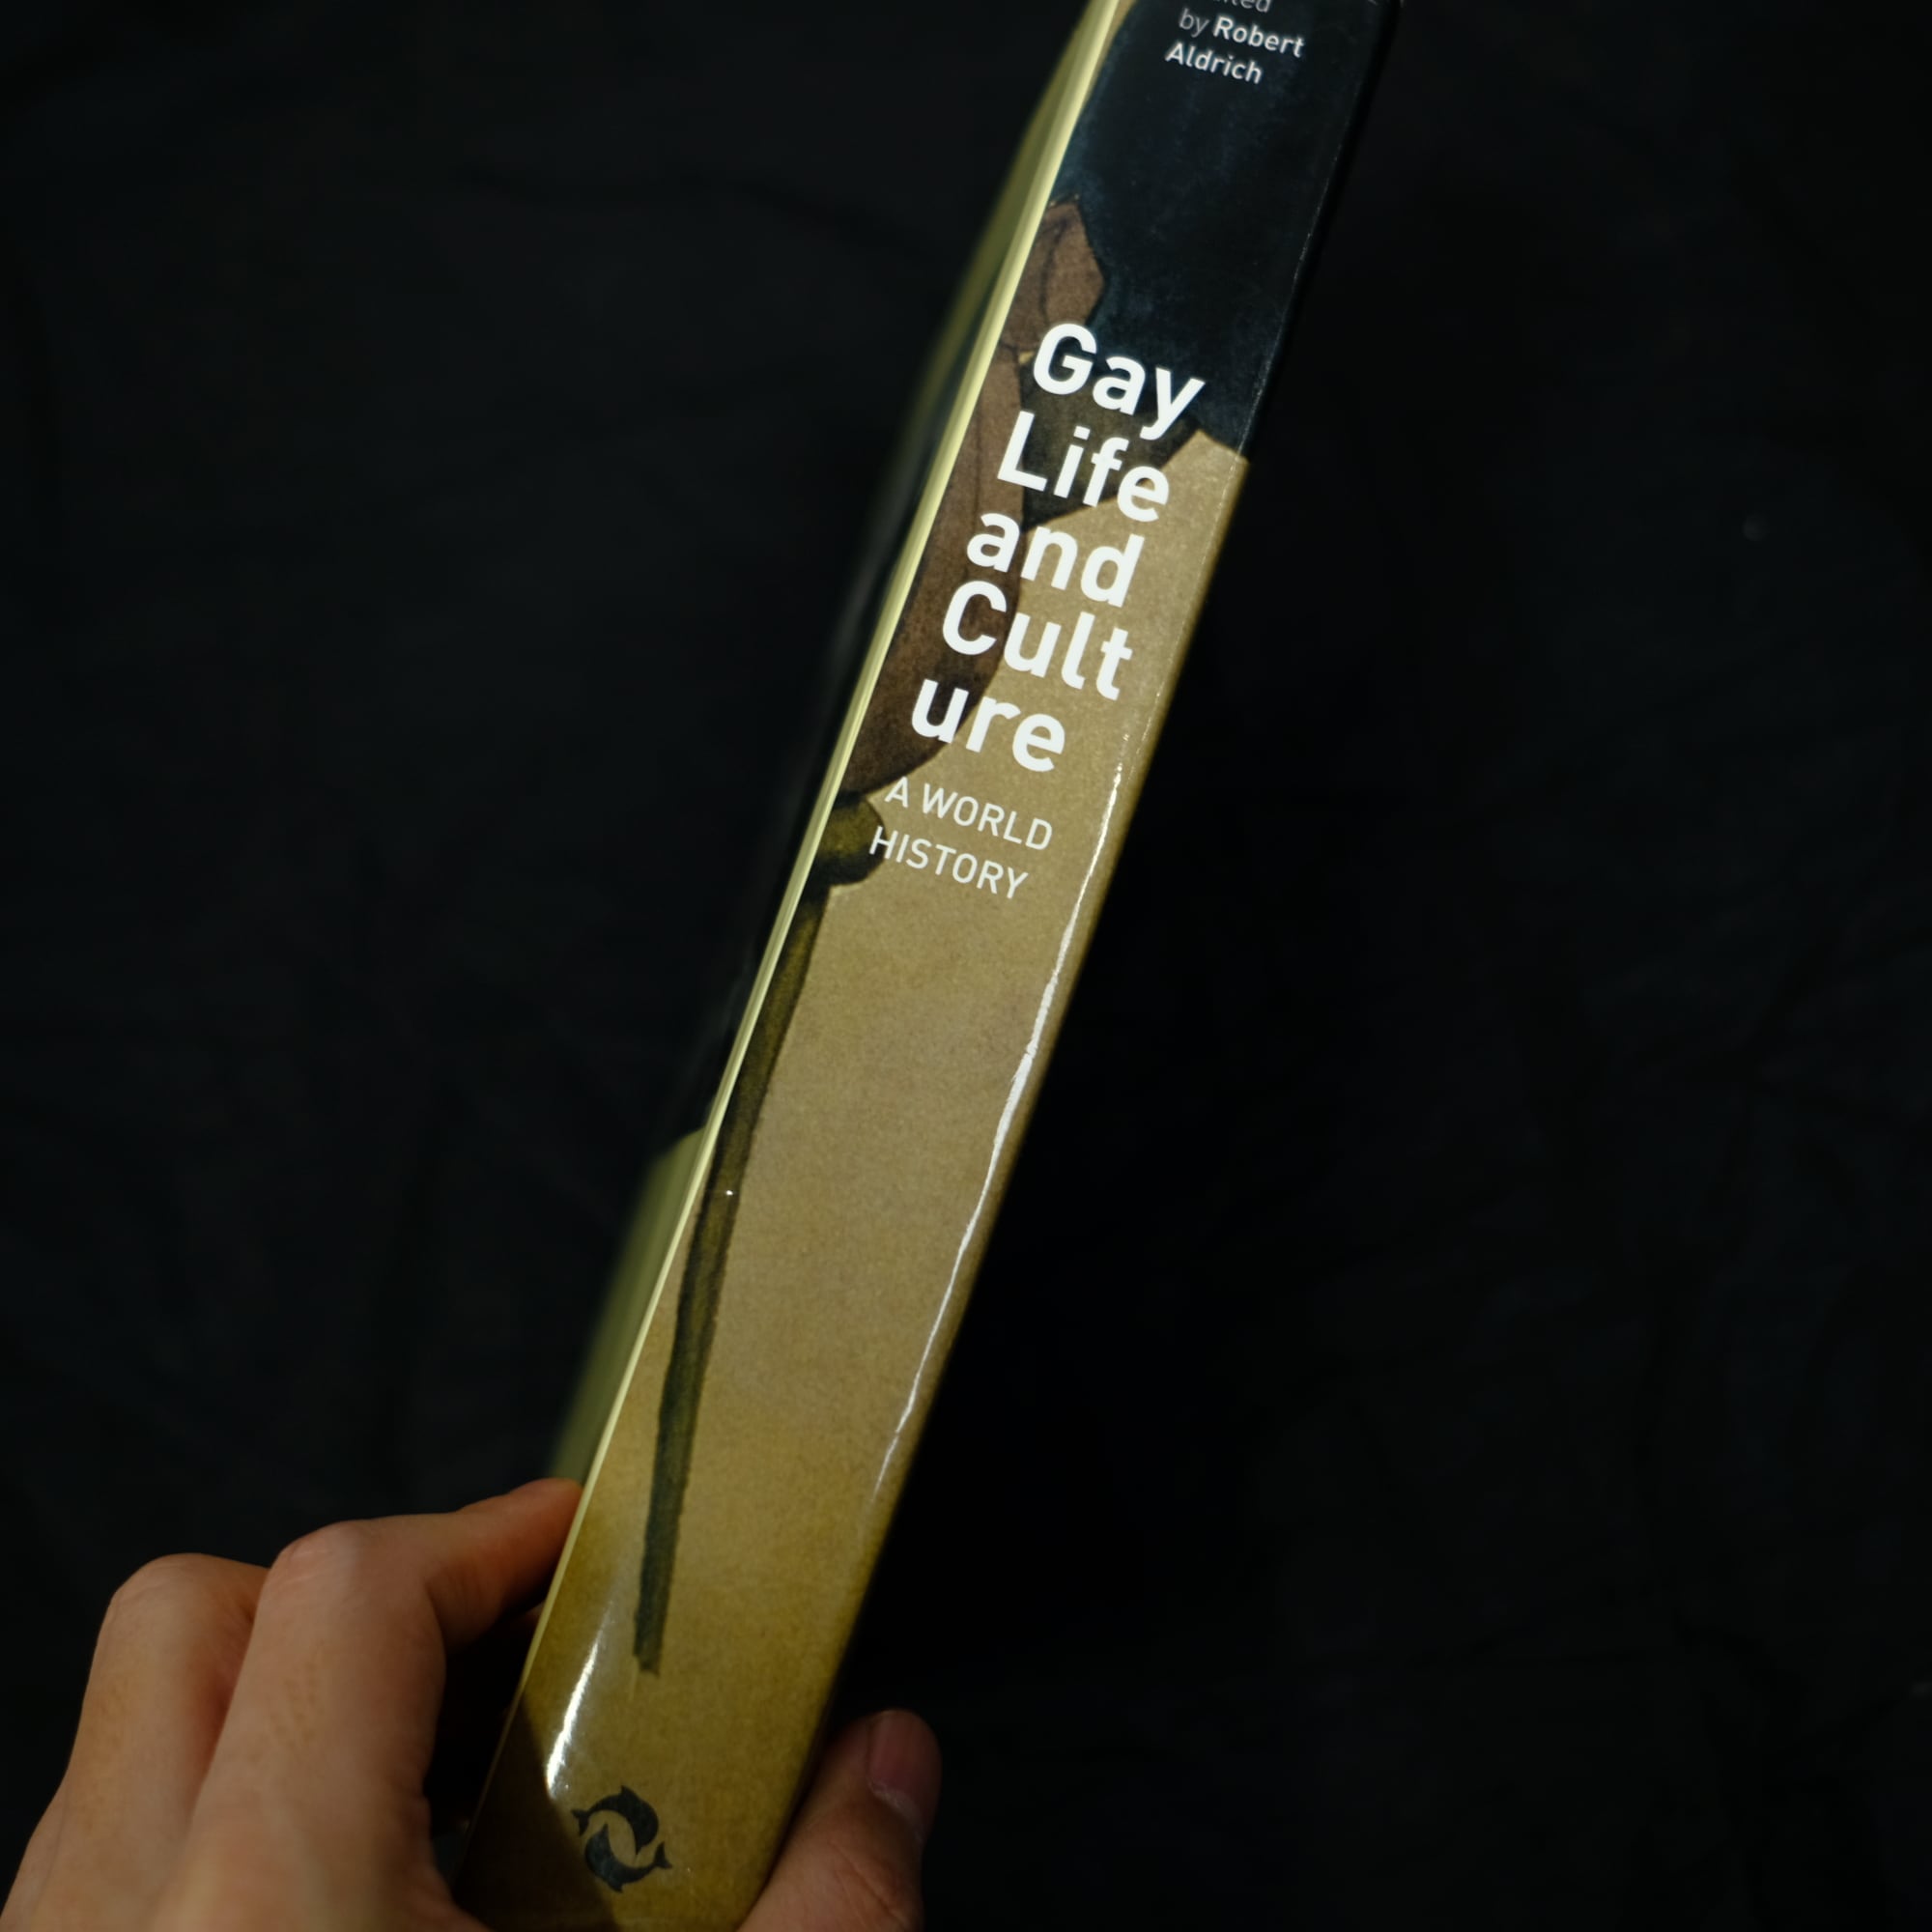 by Robert
Aldrich
Gay
Life
and
Cult
ure
A WORLD
HISTORY